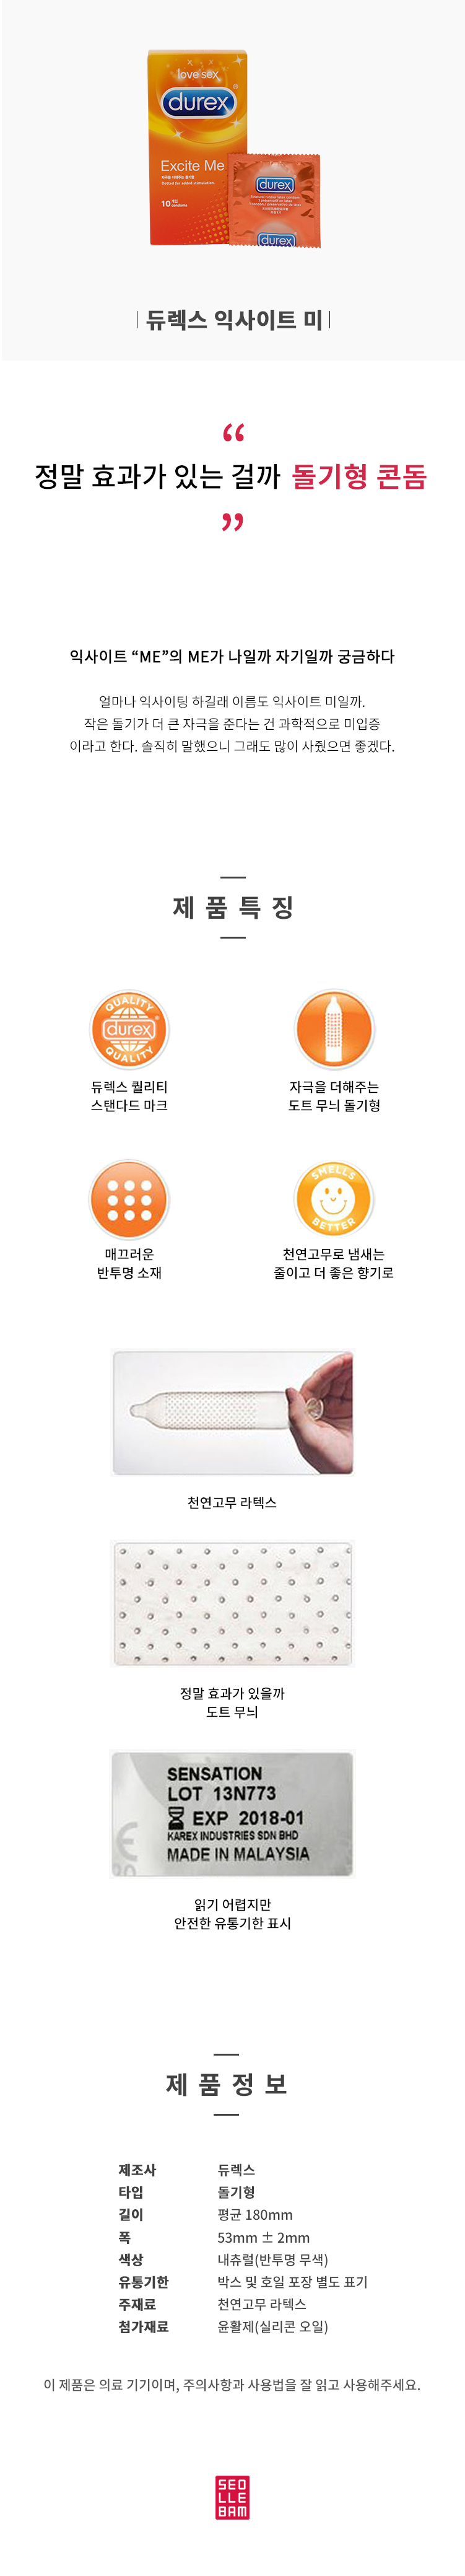 love sex
durex
Excite Me
Dotted for added stimulation
10 개입
condoms
durex
durex
듀렉스 익사이트 미
“
정말 효과가 있는 걸까 돌기형 콘돔
”
익사이트 “ME”의 ME가 나일까 자기일까 궁금하다
얼마나 익사이팅 하길래 이름도 익사이트 미일까.
작은 돌기가 더 큰 자극을 준다는 건 과학적으로 미입증
이라고 한다. 솔직히 말했으니 그래도 많이 사줬으면 좋겠다.
제품특징
QUALITY
durex
QUALITY
듀렉스 퀄리티
스탠다드 마크
자극을 더해주는
도트 무늬 돌기형
매끄러운
반투명 소재
SMELLS
BETTER
천연고무로 냄새는
줄이고 더 좋은 향기로
천연고무 라텍스
정말 효과가 있을까
도트 무늬
SENSATION
LOT 13N773
EXP 2018-01
KAREX INDUSTRIES SDN BHD
MADE IN MALAYSIA
읽기 어렵지만
안전한 유통기한 표시
제품정보
제조사 듀렉스
타입 돌기형
길이 평균 180mm
폭 53mm ± 2mm
색상 내츄럴(반투명 무색)
유통기한 박스 및 호일 포장 별도 표기
주재료 천연고무 라텍스
첨가재료 윤활제(실리콘 오일)
이 제품은 의료 기기이며, 주의사항과 사용법을 잘 읽고 사용해주세요.
SEO
LLE
BAM